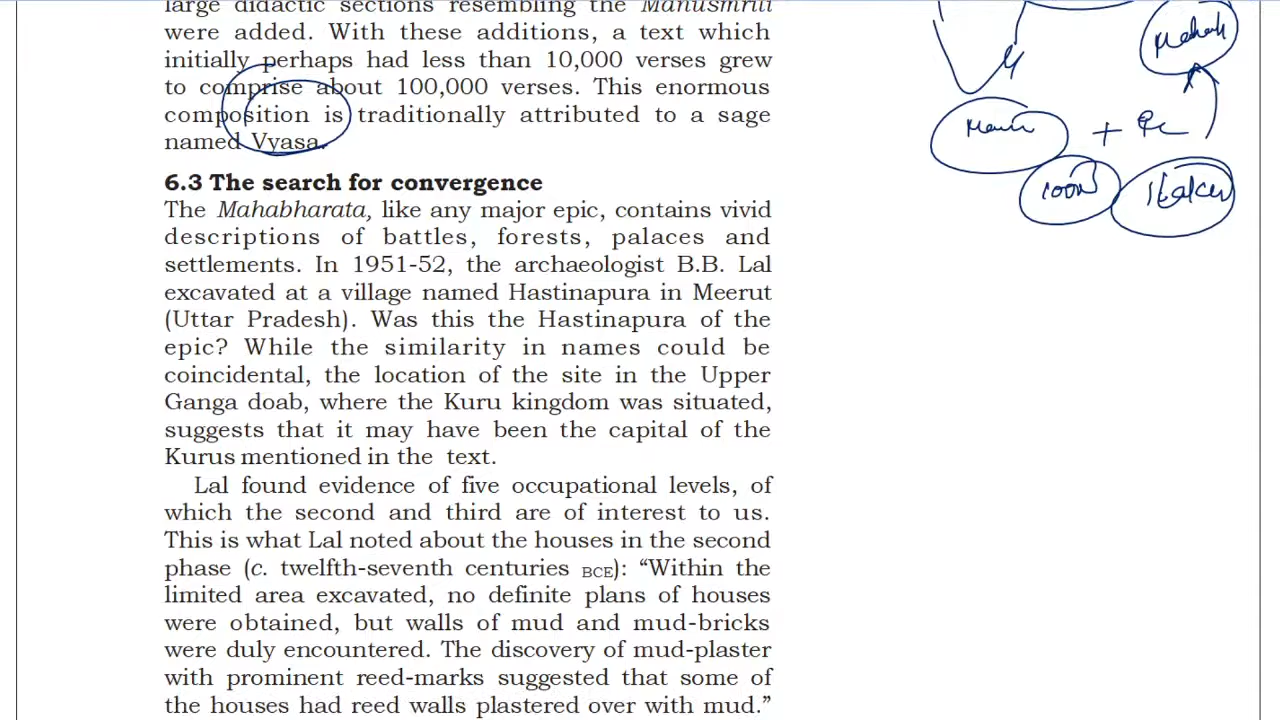 large didactic sections resembling the Manusmriti
were added. With these additions, a text which
initially perhaps had less than 10,000 verses grew
to comprise about 100,000 verses. This enormous
composition is traditionally attributed to a sage
named Vyasa.
6.3 The search for convergence
The Mahabharata, like any major epic, contains vivid
descriptions of battles, forests, palaces and
settlements. In 1951-52, the archaeologist B.B. Lal
excavated at a village named Hastinapura in Meerut
(Uttar Pradesh). Was this the Hastinapura of the
epic? While the similarity in names could be
coincidental, the location of the site in the Upper
Ganga doab, where the Kuru kingdom was situated,
suggests that it may have been the capital of the
Kurus mentioned in the text.
Lal found evidence of five occupational levels, of
which the second and third are of interest to us.
This is what Lal noted about the houses in the second
phase (c. twelfth-seventh centuries BCE): “Within the
limited area excavated, no definite plans of houses
were obtained, but walls of mud and mud-bricks
were duly encountered. The discovery of mud-plaster
with prominent reed-marks suggested that some of
the houses had reed walls plastered over with mud.”